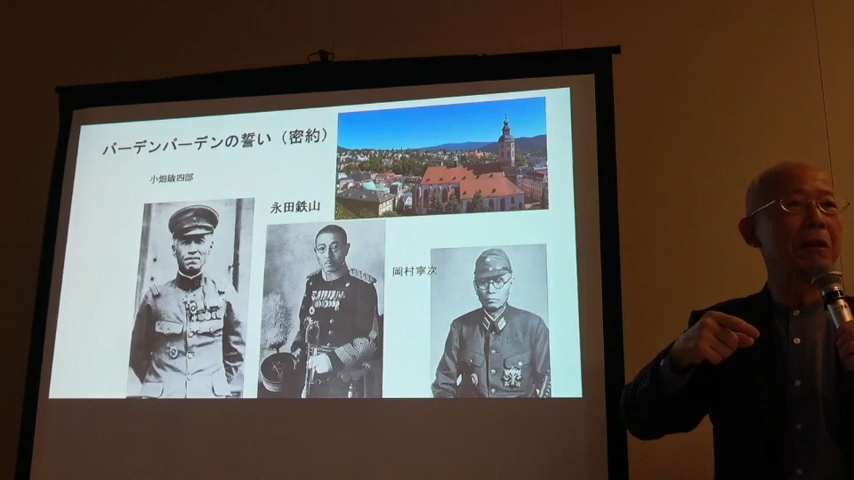 バーデンバーデンの誓い（密約）
小畑敏四郎
永田鉄山
岡村寧次